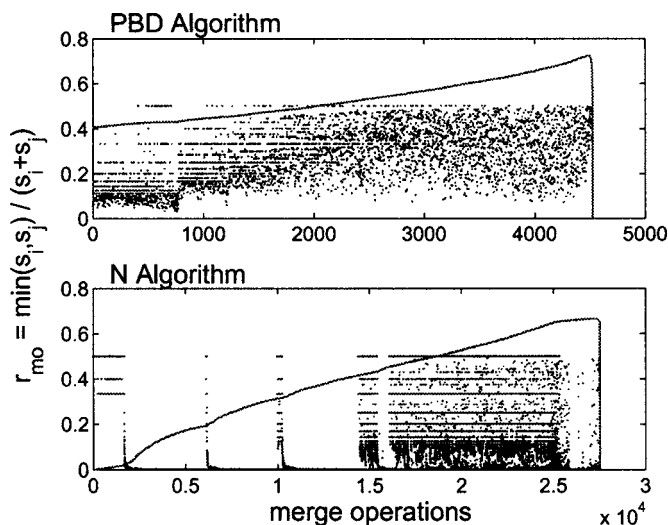 PBD Algorithm
0.8
0.6
0.4
0.2
0
0 1000 2000 3000 4000 5000
r_mo = min(s_i,s_j) / (s_i+s_j)
N Algorithm
0.8
0.6
0.4
0.2
0
0 0.5 1 1.5 2 2.5 3
merge operations
x 10^4